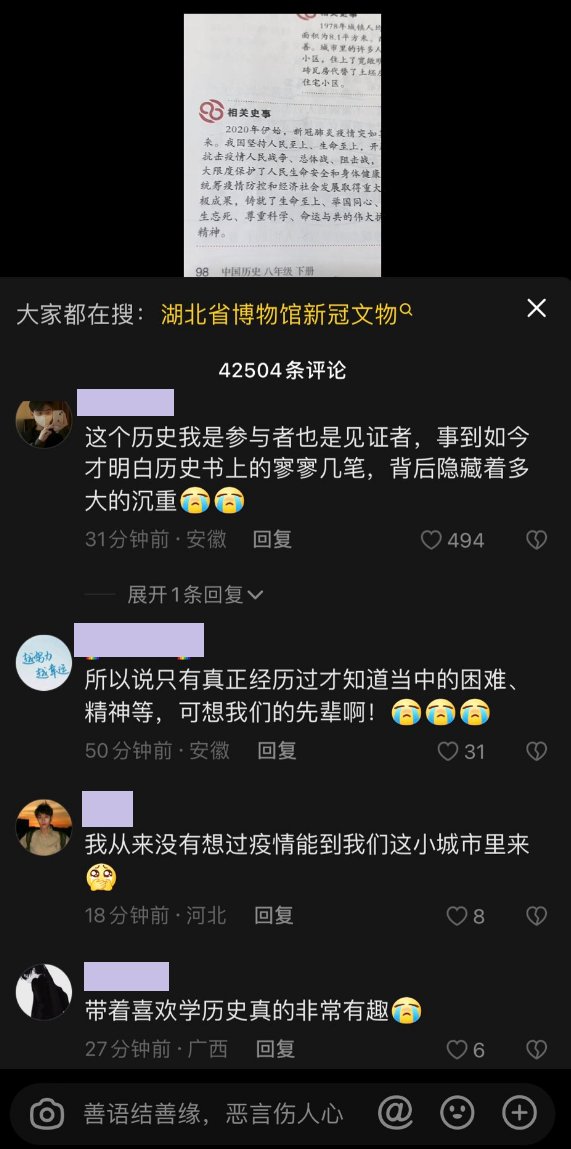 相关史事
1978年城镇人均
面积为8.1平方米。
善。城市里的许多人
小区，住上了宽敞明
砖瓦房代替了土坯房
住宅小区。
相关史事
2020年伊始，新冠肺炎疫情突如其
来。我国坚持人民至上、生命至上，开展
抗击疫情人民战争、总体战、阻击战，
大限度保护了人民生命安全和身体健康
统筹疫情防控和经济社会发展取得重大
极成果，铸就了生命至上、举国同心、
生忘死、尊重科学、命运与共的伟大抗
精神。
98 中国历史 八年级 下册
大家都在搜：湖北省博物馆新冠文物
42504条评论
这个历史我是参与者也是见证者，事到如今
才明白历史书上的寥寥几笔，背后隐藏着多
大的沉重😭😭
31分钟前·安徽 回复 494
展开1条回复
越努力
越幸运
所以说只有真正经历过才知道当中的困难、
精神等，可想我们的先辈啊！😭😭😭
50分钟前·安徽 回复 31
我从来没有想过疫情能到我们这小城市里来
🥺
18分钟前·河北 回复 8
带着喜欢学历史真的非常有趣😭
27分钟前·广西 回复 6
善语结善缘，恶言伤人心